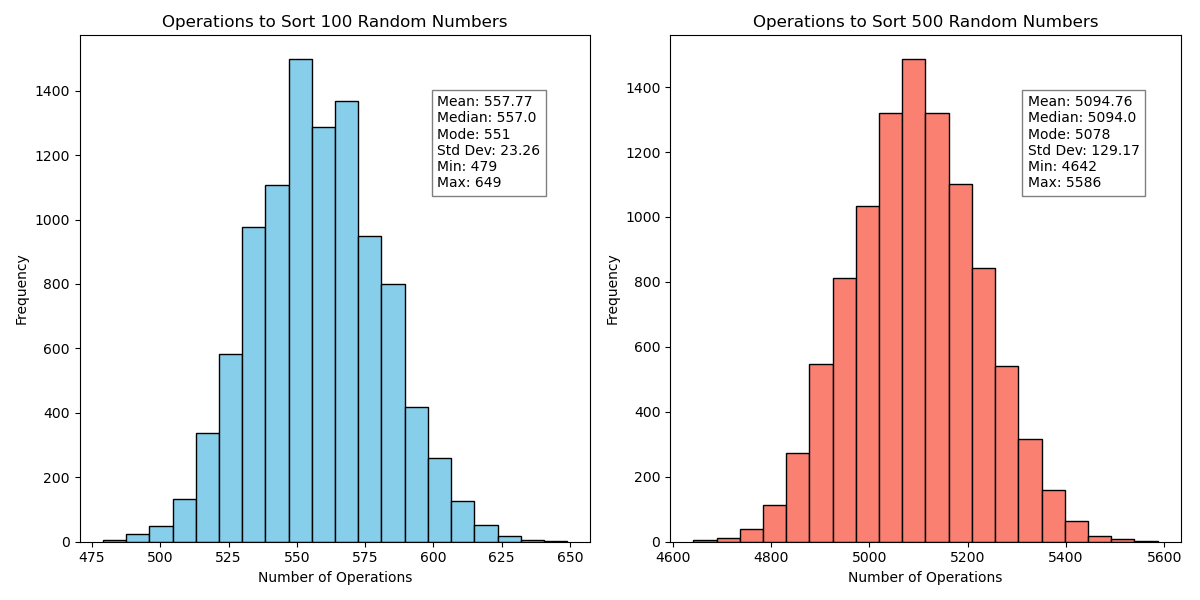 Operations to Sort 100 Random Numbers
1400
1200
1000
800
600
400
200
0
Frequency
Mean: 557.77
Median: 557.0
Mode: 551
Std Dev: 23.26
Min: 479
Max: 649
475 500 525 550 575 600 625 650
Number of Operations
Operations to Sort 500 Random Numbers
1400
1200
1000
800
600
400
200
0
Frequency
Mean: 5094.76
Median: 5094.0
Mode: 5078
Std Dev: 129.17
Min: 4642
Max: 5586
4600 4800 5000 5200 5400 5600
Number of Operations